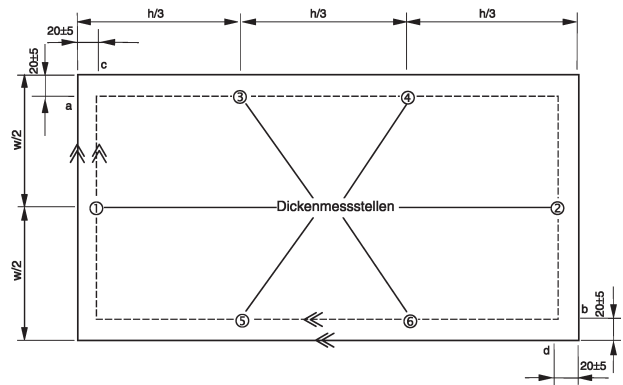 h/3 h/3 h/3
20±5
20±5
c
a
③ ④
w/2
① Dickenmessstellen ②
w/2
b
20±5
⑤ ⑥
d
20±5